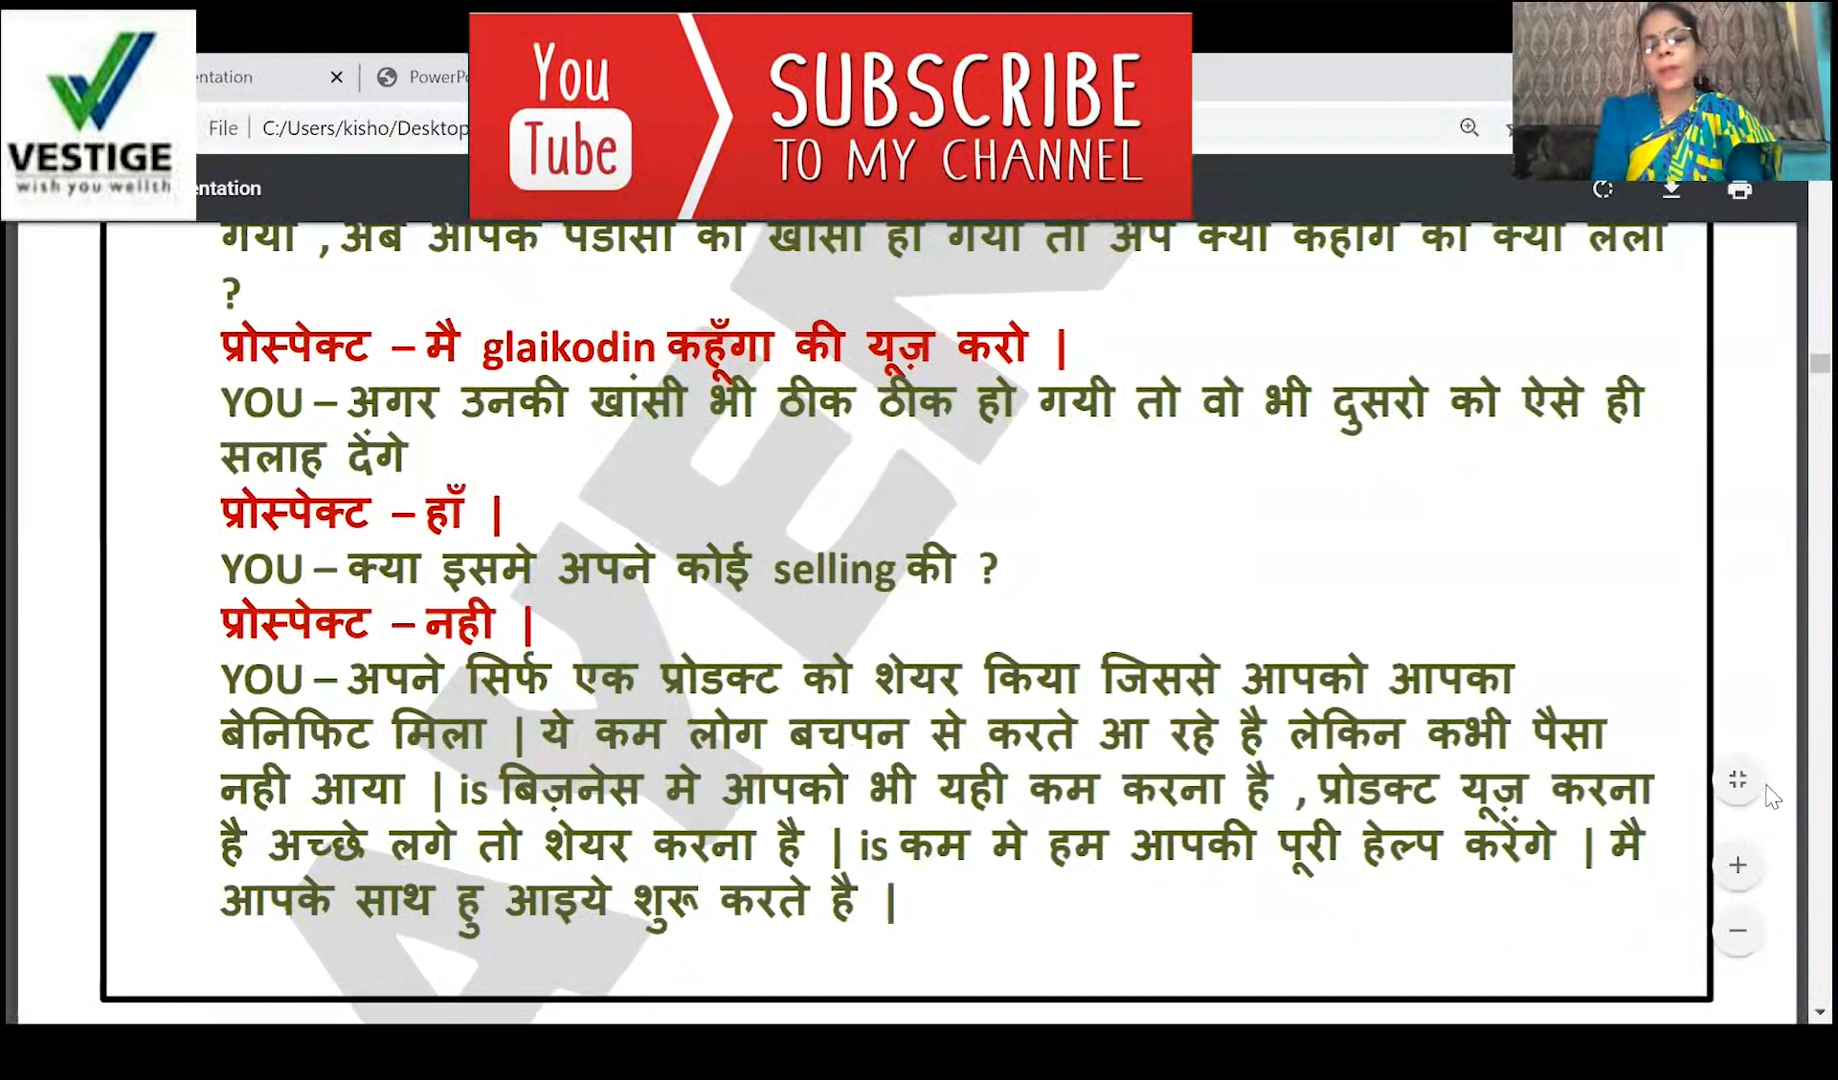 VESTIGE
wish you wellth
entation
PowerP
File
C:/Users/kisho/Desktop
entation
You
Tube
SUBSCRIBE
TO MY CHANNEL
?
प्रोस्पेक्ट – मै glaikodin कहूँगा की यूज़ करो |
YOU – अगर उनकी खांसी भी ठीक ठीक हो गयी तो वो भी दुसरो को ऐसे ही
सलाह देंगे
प्रोस्पेक्ट – हाँ |
YOU – क्या इसमे अपने कोई selling की ?
प्रोस्पेक्ट – नही |
YOU – अपने सिर्फ एक प्रोडक्ट को शेयर किया जिससे आपको आपका
बेनिफिट मिला | ये कम लोग बचपन से करते आ रहे है लेकिन कभी पैसा
नही आया | is बिज़नेस मे आपको भी यही कम करना है , प्रोडक्ट यूज़ करना
है अच्छे लगे तो शेयर करना है | is कम मे हम आपकी पूरी हेल्प करेंगे | मै
आपके साथ हु आइये शुरू करते है |